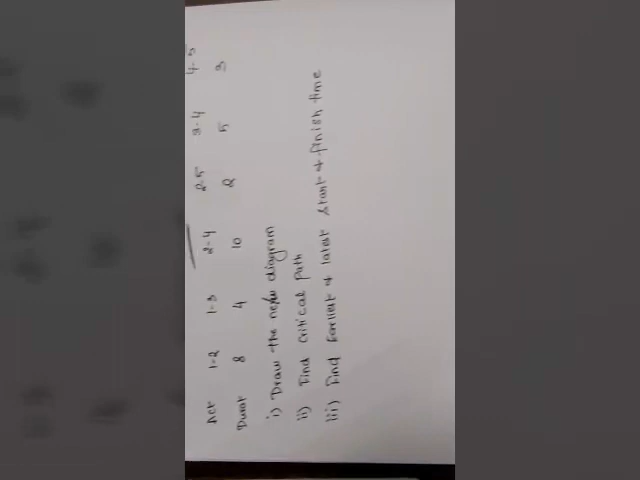 Act 1-2 1-3 2-4 2-5 3-4 4-5
Durat 8 4 10 2 5 3
i) Draw the n/w diagram
ii) Find critical path
iii) Find Earliest & latest start & finish time